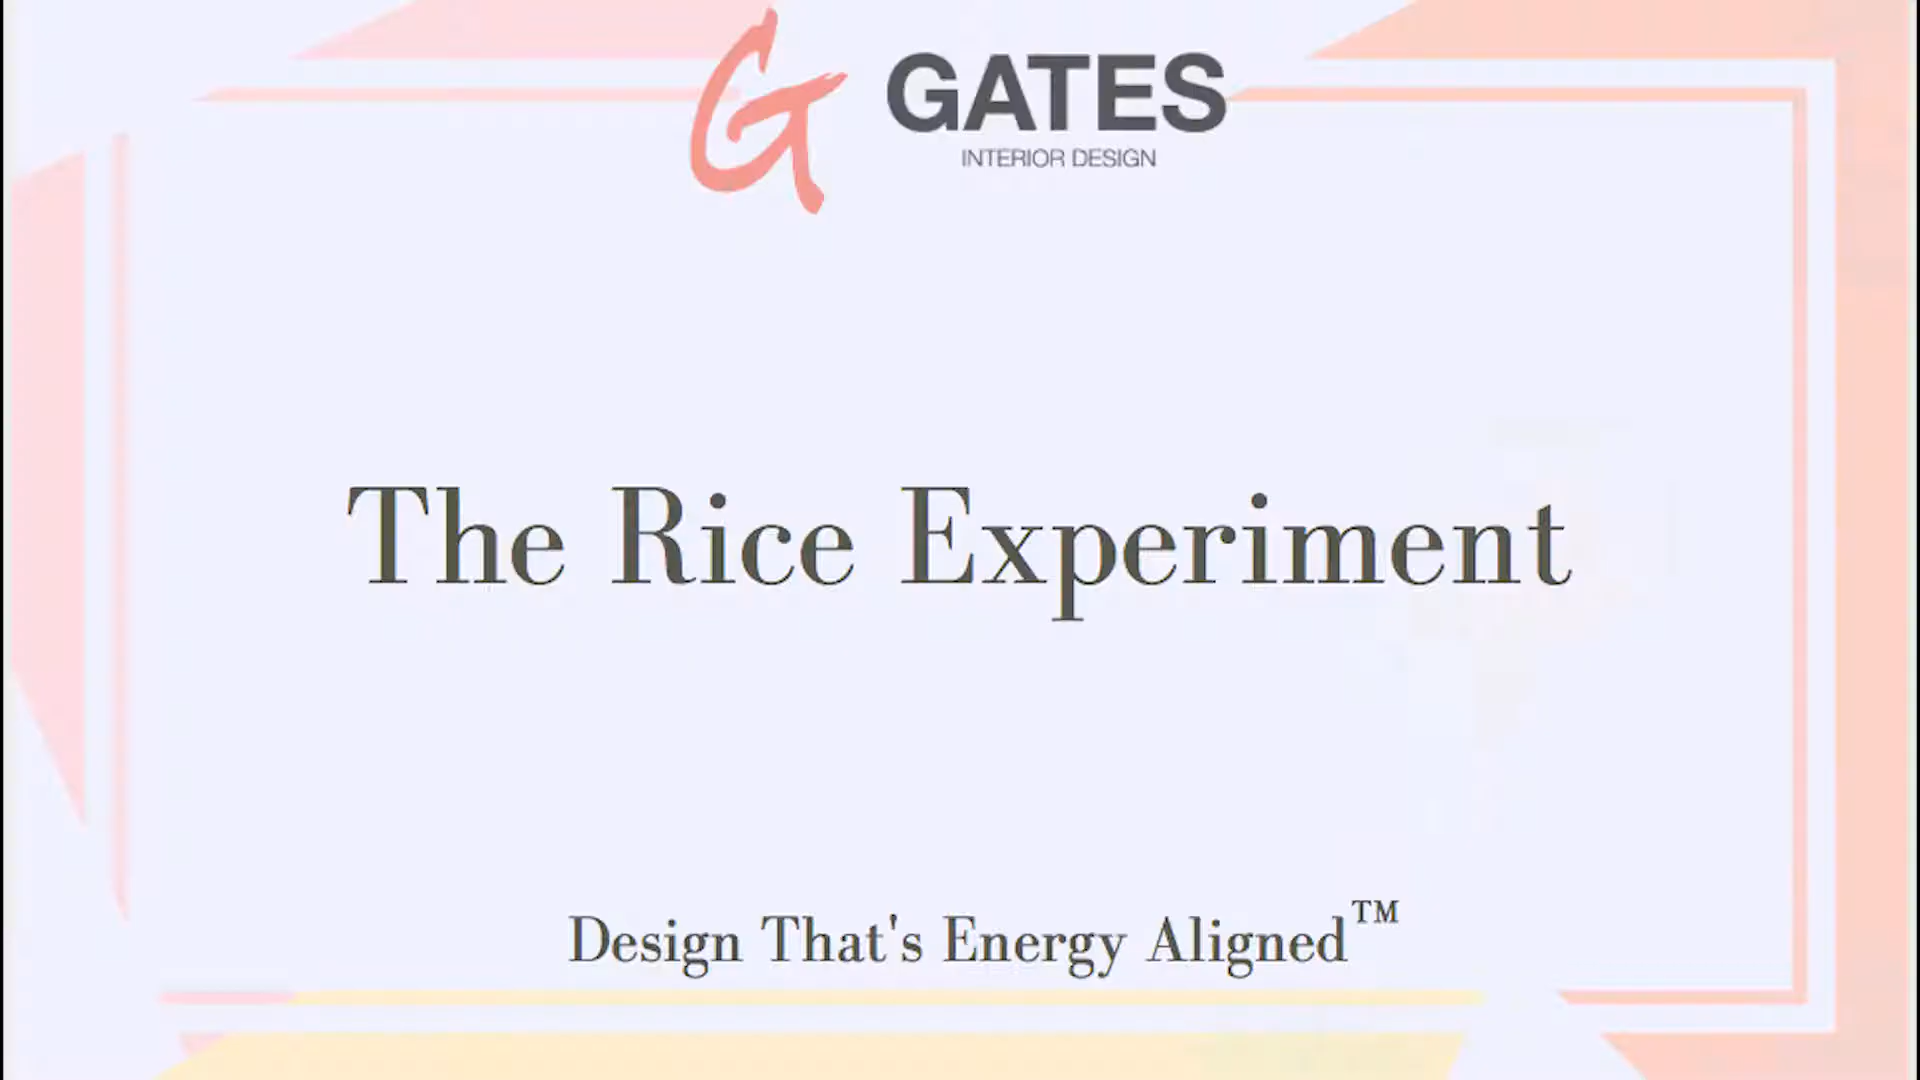 G GATES
INTERIOR DESIGN
The Rice Experiment
Design That's Energy Aligned™